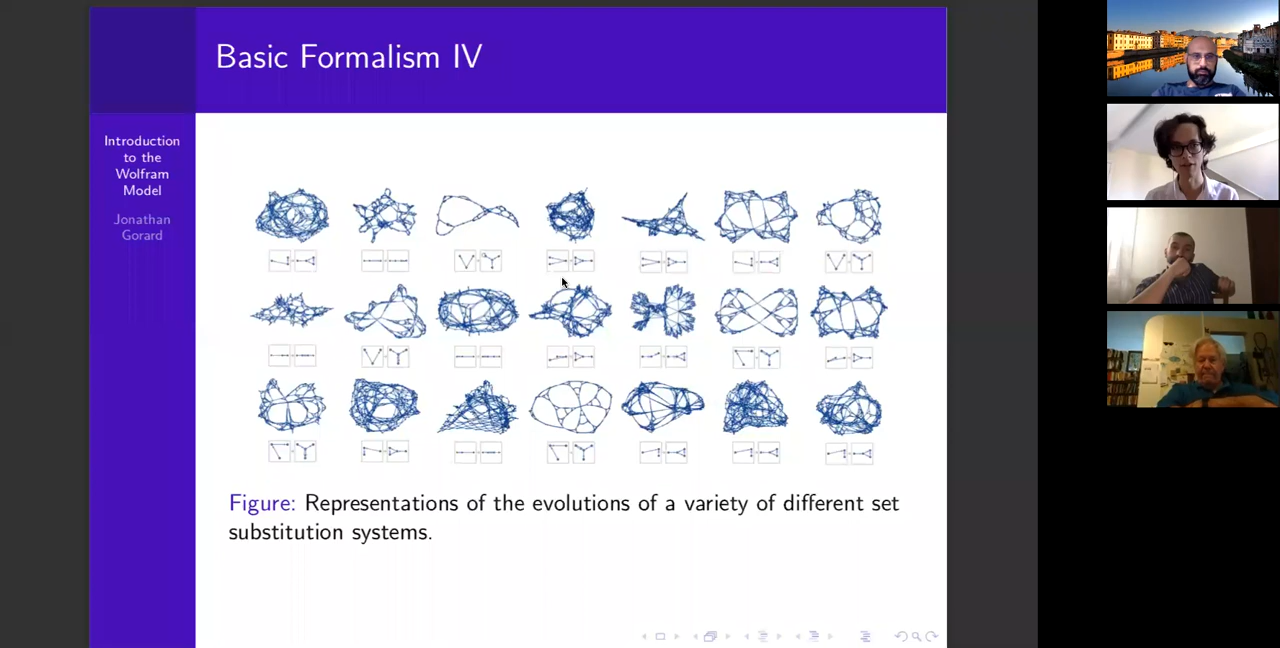 Basic Formalism IV
Introduction
to the
Wolfram
Model
Jonathan
Gorard
Figure: Representations of the evolutions of a variety of different set
substitution systems.